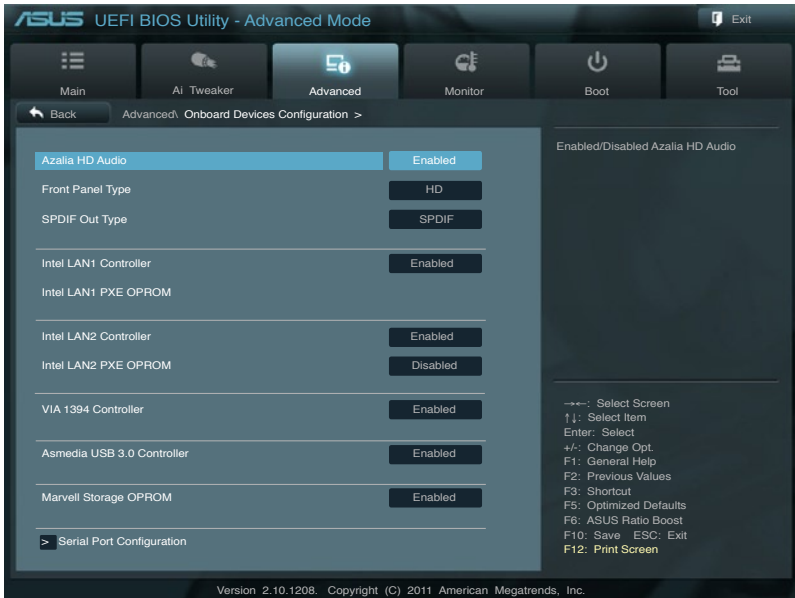 ASUS UEFI BIOS Utility - Advanced Mode
Exit
Main Ai Tweaker Advanced Monitor Boot Tool
Back Advanced\ Onboard Devices Configuration >
Azalia HD Audio Enabled
Front Panel Type HD
SPDIF Out Type SPDIF
Intel LAN1 Controller Enabled
Intel LAN1 PXE OPROM
Intel LAN2 Controller Enabled
Intel LAN2 PXE OPROM Disabled
VIA 1394 Controller Enabled
Asmedia USB 3.0 Controller Enabled
Marvell Storage OPROM Enabled
> Serial Port Configuration
Enabled/Disabled Azalia HD Audio
→←: Select Screen
↑↓: Select Item
Enter: Select
+/-: Change Opt.
F1: General Help
F2: Previous Values
F3: Shortcut
F5: Optimized Defaults
F6: ASUS Ratio Boost
F10: Save ESC: Exit
F12: Print Screen
Version 2.10.1208. Copyright (C) 2011 American Megatrends, Inc.